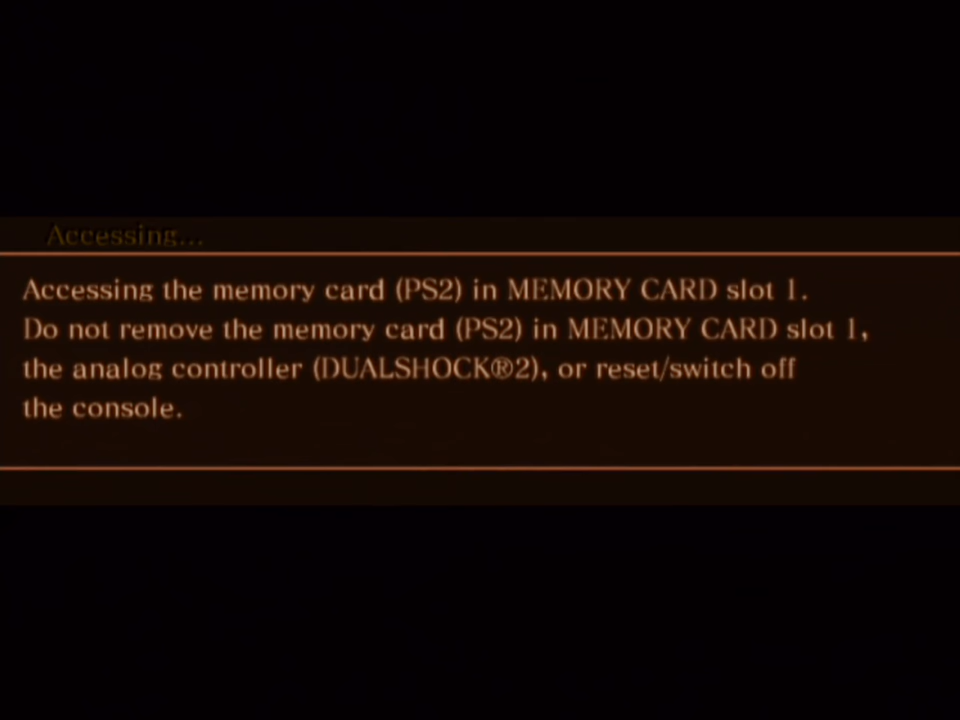 Accessing...
Accessing the memory card (PS2) in MEMORY CARD slot 1.
Do not remove the memory card (PS2) in MEMORY CARD slot 1,
the analog controller (DUALSHOCK®2), or reset/switch off
the console.